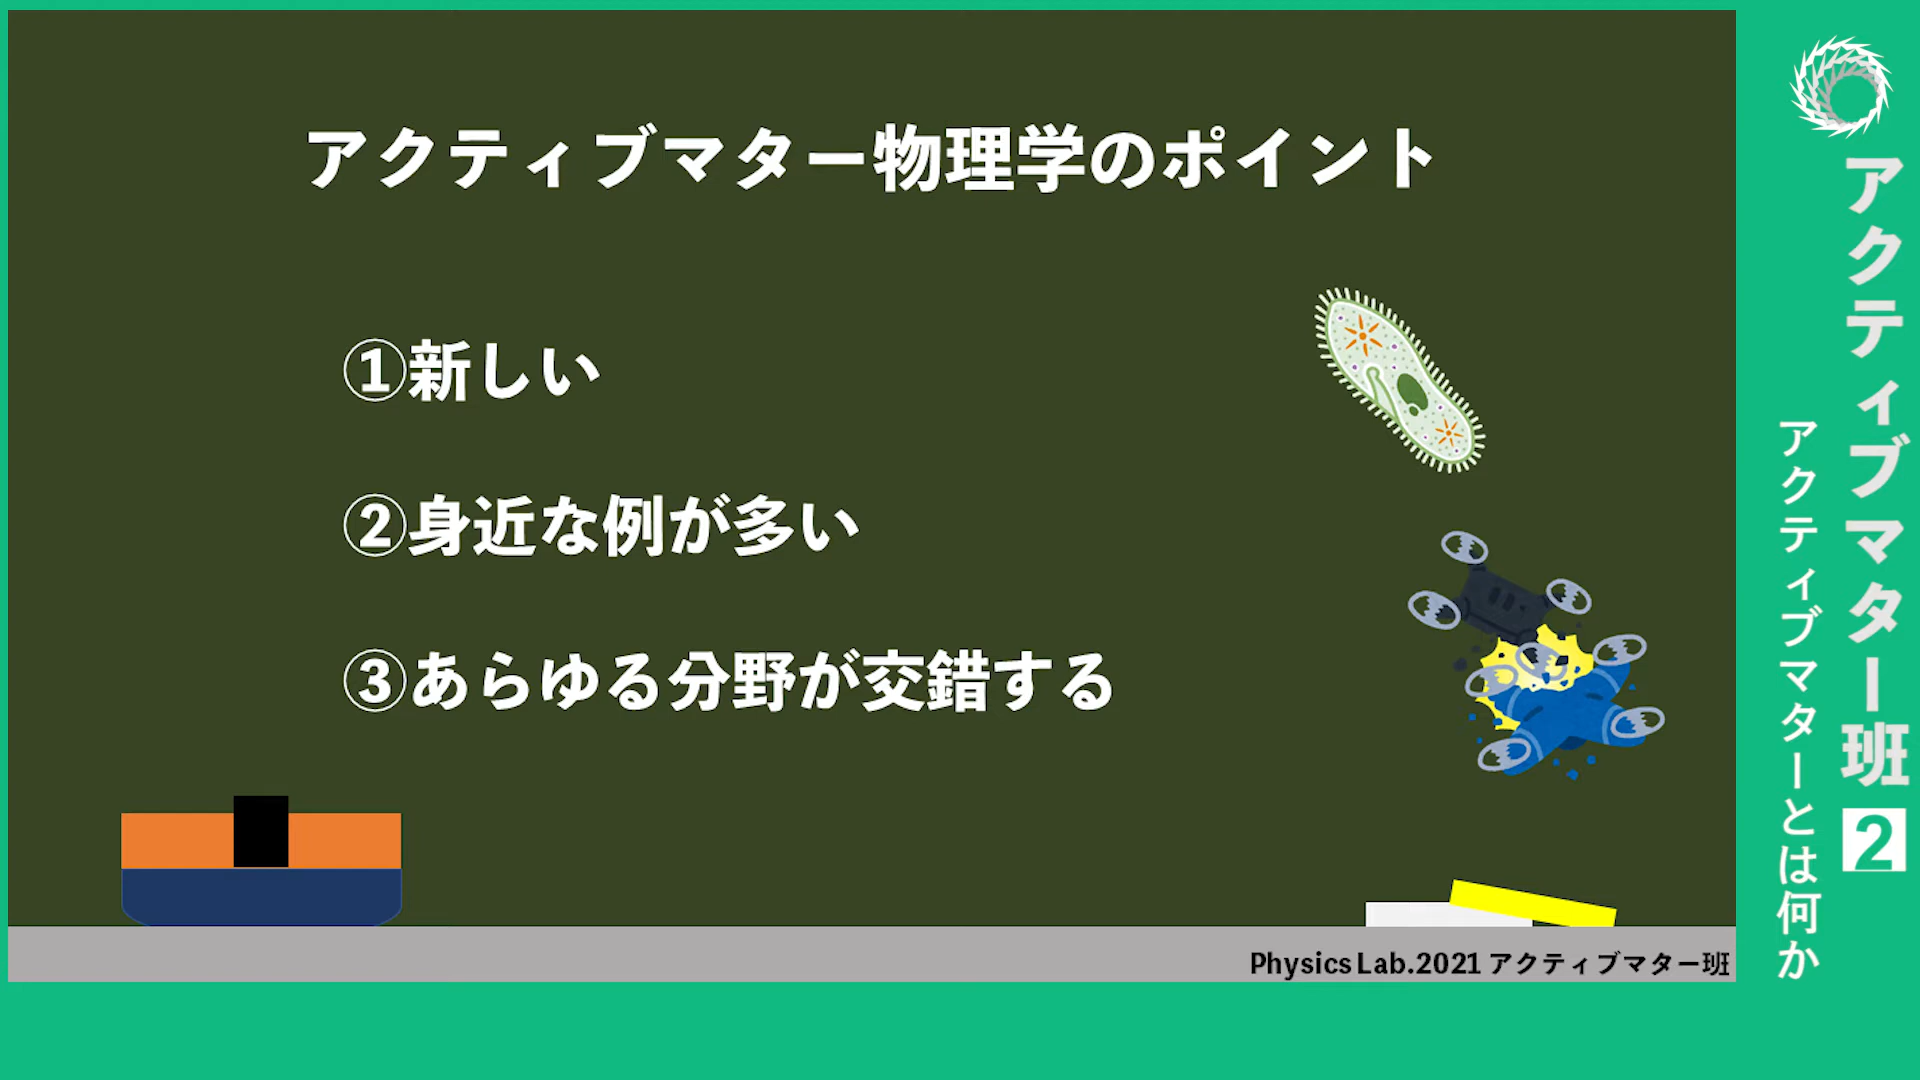 アクティブマター物理学のポイント
①新しい
②身近な例が多い
③あらゆる分野が交錯する
Physics Lab.2021 アクティブマター班
アクティブマター班 2
アクティブマターとは何か